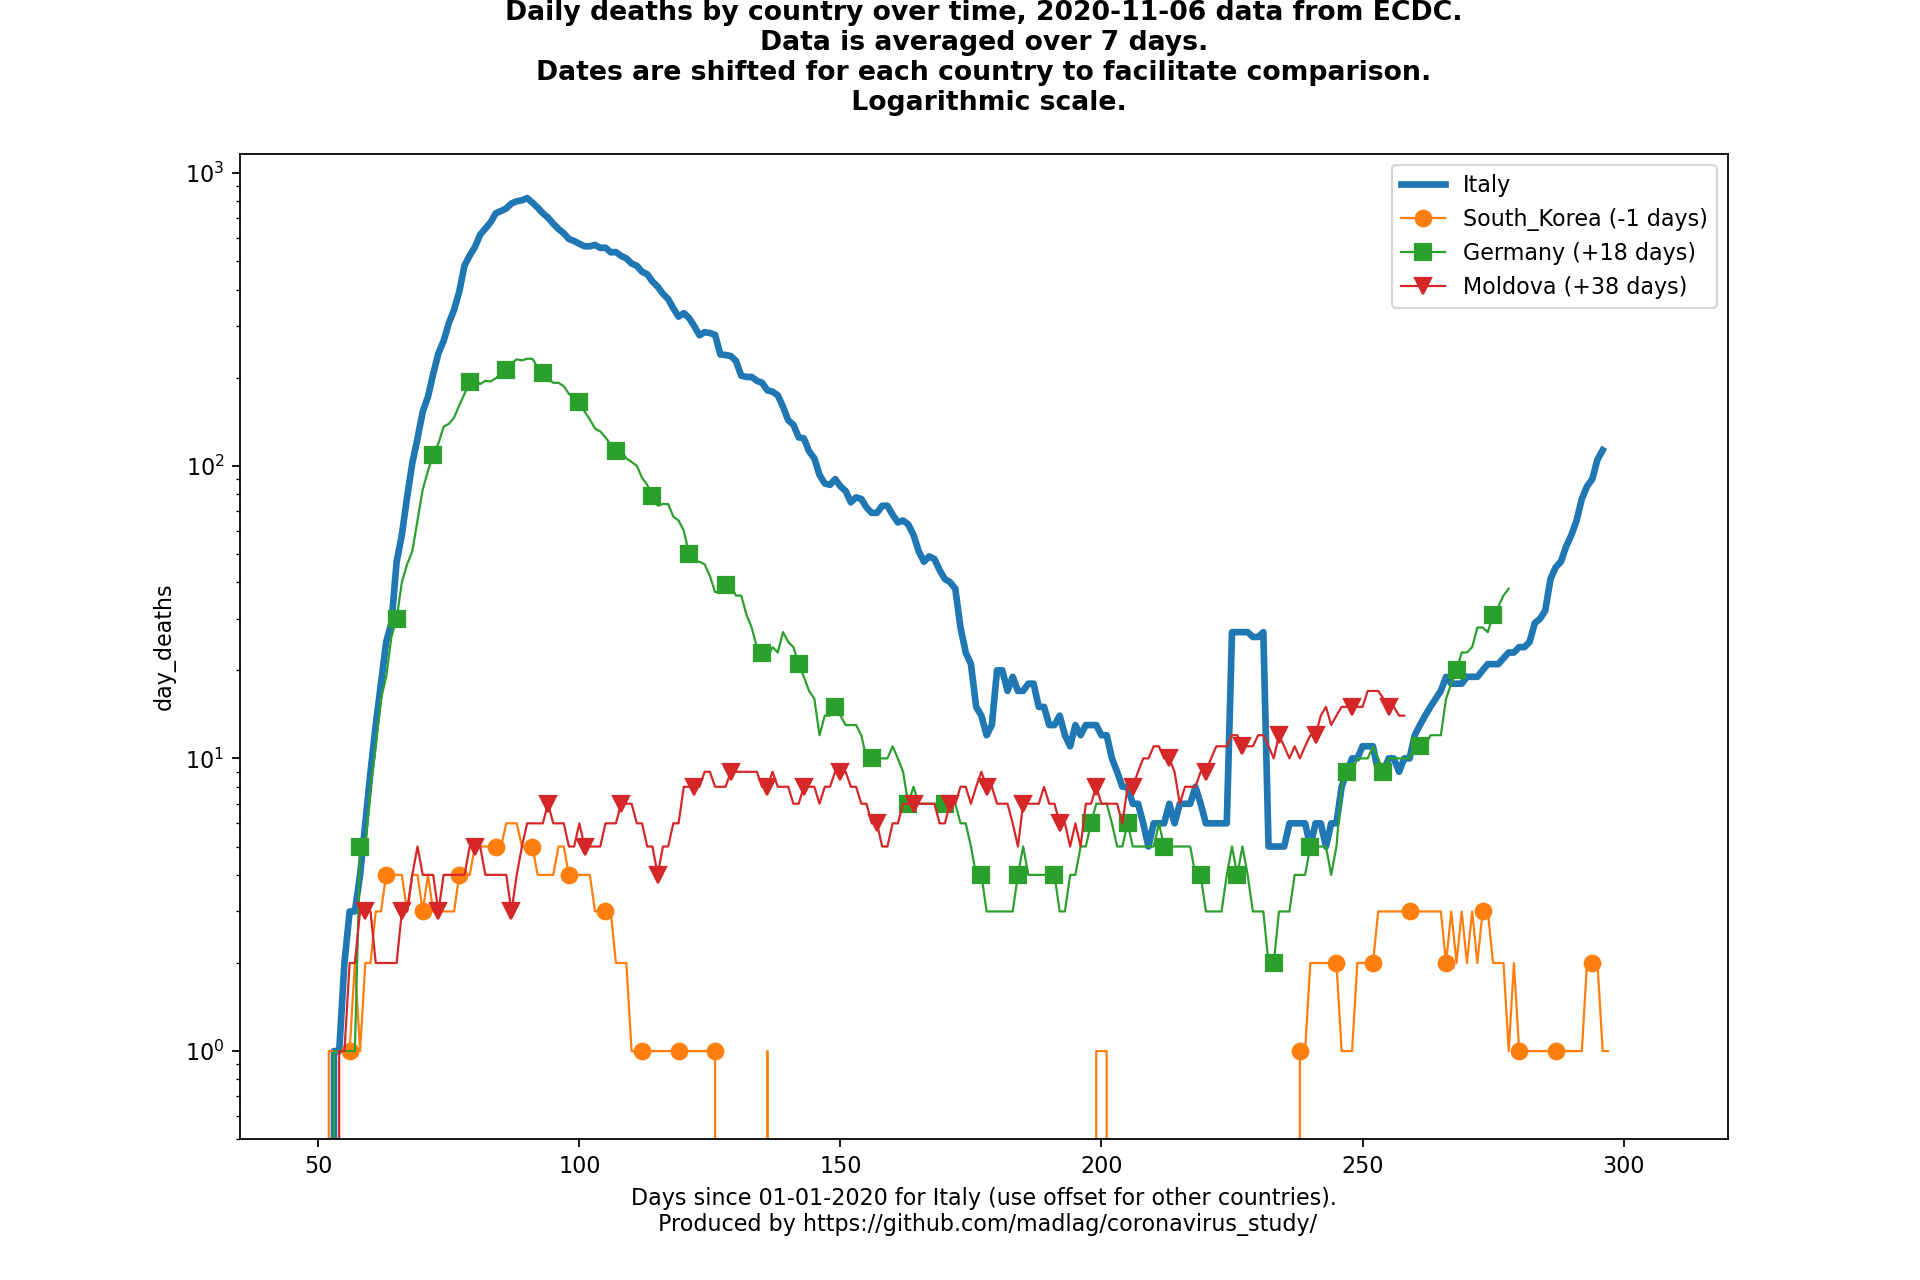 Daily deaths by country over time, 2020-11-06 data from ECDC.
Data is averaged over 7 days.
Dates are shifted for each country to facilitate comparison.
Logarithmic scale.
10³
Italy
South_Korea (-1 days)
Germany (+18 days)
Moldova (+38 days)
10²
day_deaths
10¹
10⁰
50 100 150 200 250 300
Days since 01-01-2020 for Italy (use offset for other countries).
Produced by https://github.com/madlag/coronavirus_study/